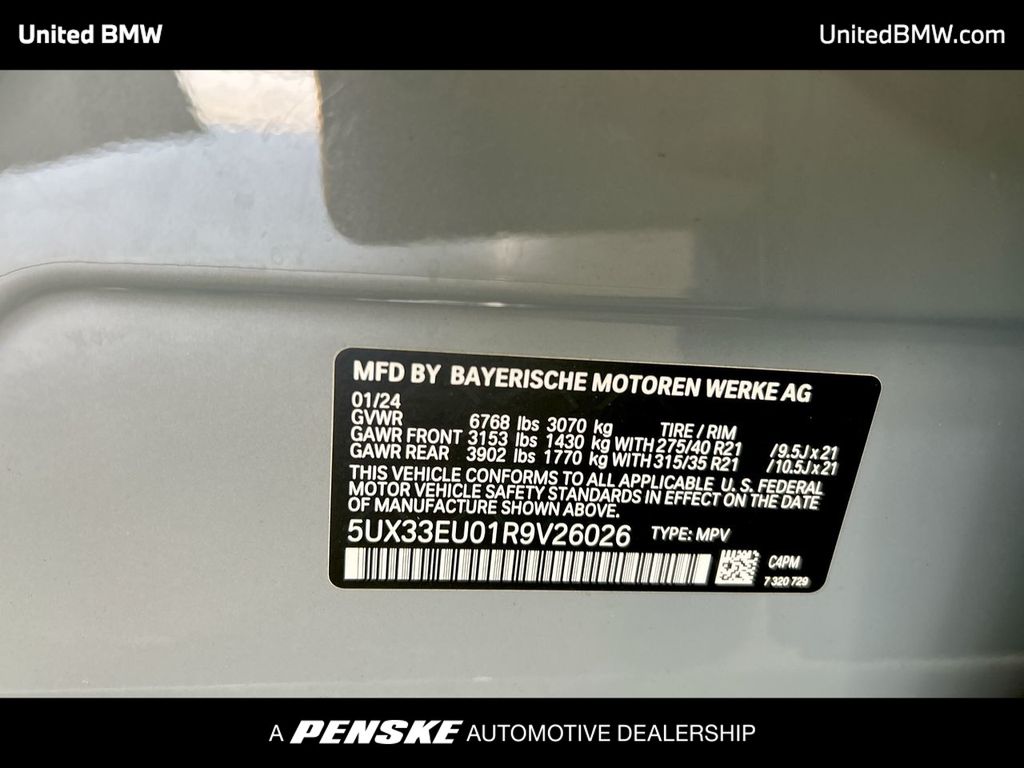 United BMW
UnitedBMW.com
MFD BY BAYERISCHE MOTOREN WERKE AG
01/24
GVWR 6768 lbs 3070 kg TIRE / RIM
GAWR FRONT 3153 lbs 1430 kg WITH 275/40 R21 /9.5J x 21
GAWR REAR 3902 lbs 1770 kg WITH 315/35 R21 /10.5J x 21
THIS VEHICLE CONFORMS TO ALL APPLICABLE U. S. FEDERAL
MOTOR VEHICLE SAFETY STANDARDS IN EFFECT ON THE DATE
OF MANUFACTURE SHOWN ABOVE.
5UX33EU01R9V26026 TYPE: MPV
C4PM
7 320 729
A PENSKE AUTOMOTIVE DEALERSHIP